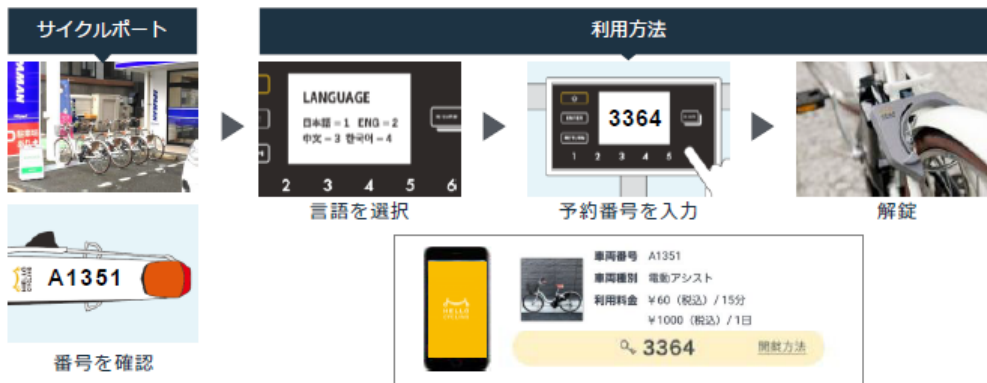 サイクルポート
利用方法
LANGUAGE
日本語 = 1 ENG = 2
中文 = 3 한국어 = 4
2 3 4 5 6
言語を選択
ENTER
3364
1 2 3 4 5
予約番号を入力
解錠
HELLO CYCLING
A1351
番号を確認
HELLO
CYCLING
車両番号 A1351
車両種別 電動アシスト
利用料金 ¥60（税込）/ 15分
¥1000（税込）/ 1日
3364 開錠方法